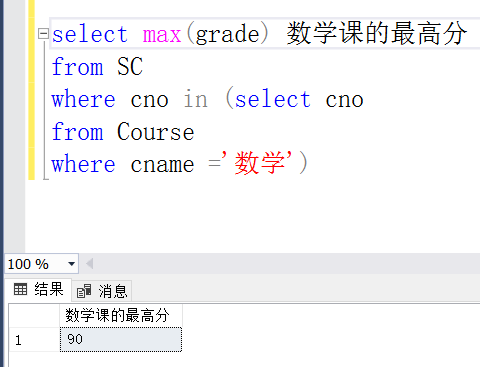 select max(grade) 数学课的最高分
from SC
where cno in (select cno
from Course
where cname ='数学')
100 %
结果 消息
数学课的最高分
1 90